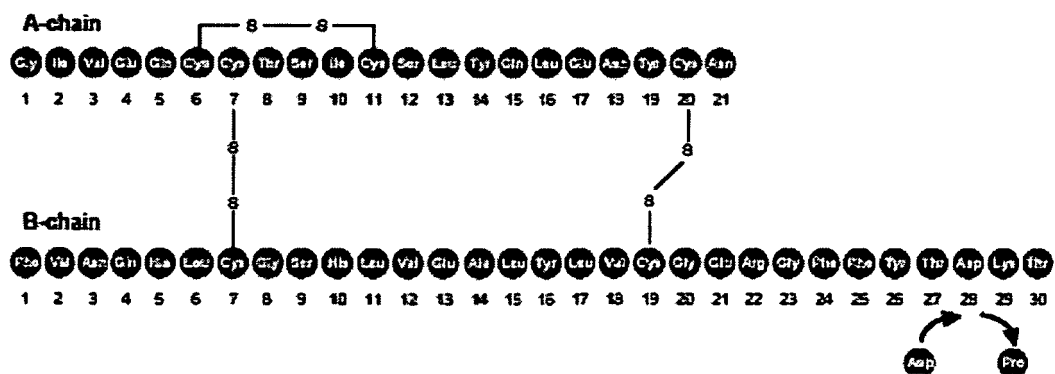 A-chain
S S
Gly Ile Val Glu Gln Cys Cys Thr Ser Ile Cys Ser Leu Tyr Gln Leu Glu Asn Tyr Cys Asn
1 2 3 4 5 6 7 8 9 10 11 12 13 14 15 16 17 18 19 20 21
S S
S S
B-chain
Phe Val Asn Gln His Leu Cys Gly Ser His Leu Val Glu Ala Leu Tyr Leu Val Cys Gly Glu Arg Gly Phe Phe Tyr Thr Asp Lys Thr
1 2 3 4 5 6 7 8 9 10 11 12 13 14 15 16 17 18 19 20 21 22 23 24 25 26 27 28 29 30
Asp Pro